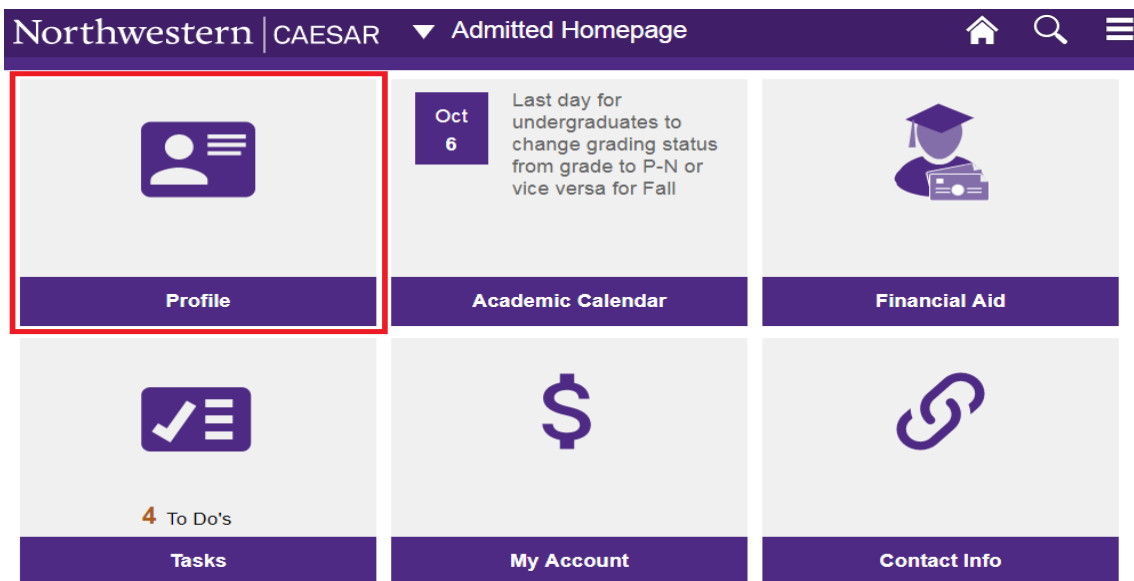 Northwestern | CAESAR ▼ Admitted Homepage
Profile
Oct
6
Last day for
undergraduates to
change grading status
from grade to P-N or
vice versa for Fall
Academic Calendar
Financial Aid
4 To Do's
Tasks
$
My Account
Contact Info